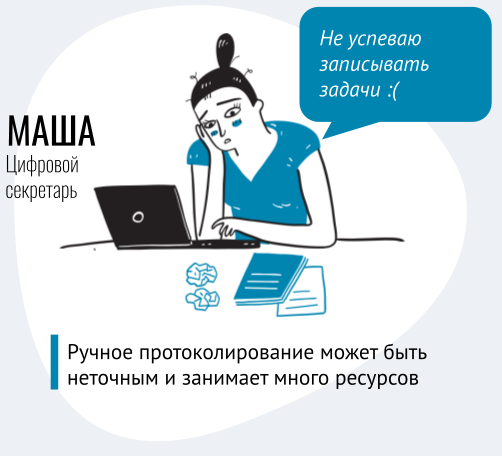 Не успеваю
записывать
задачи :(
МАША
Цифровой
секретарь
Ручное протоколирование может быть
неточным и занимает много ресурсов